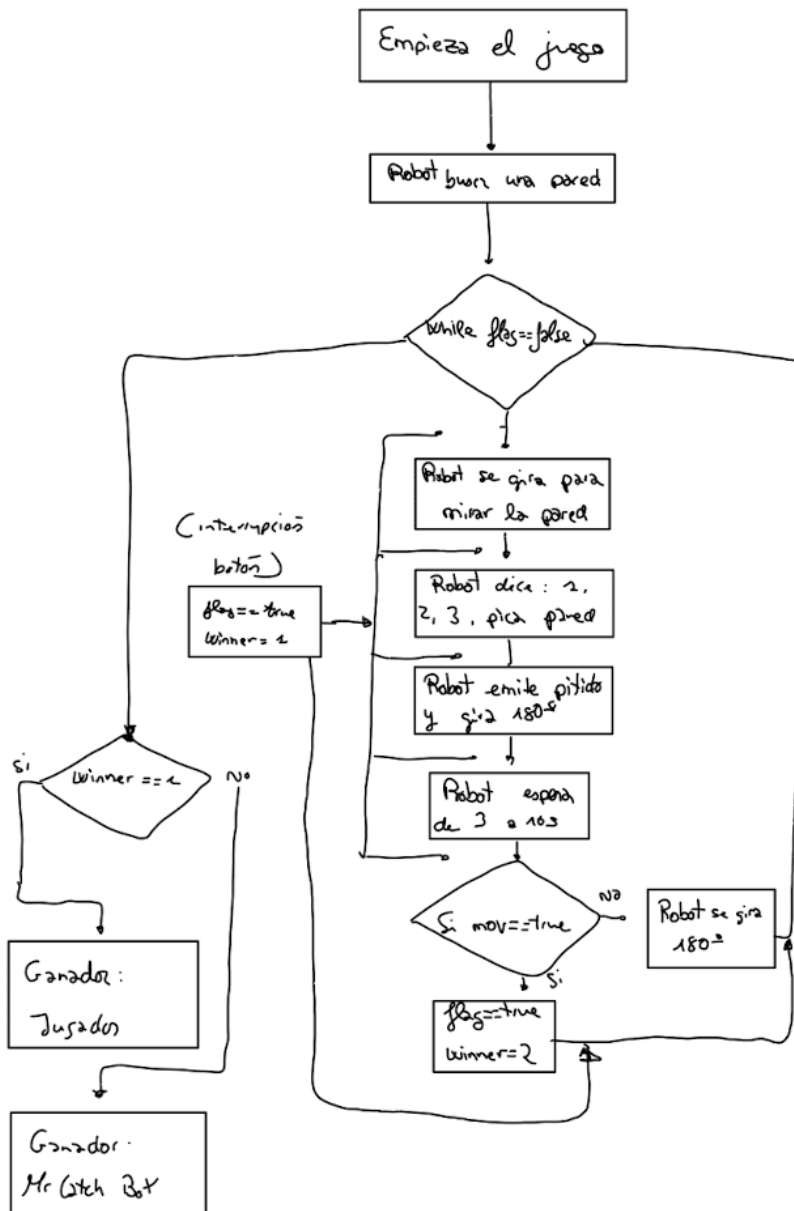 Empieza el juego
Robot busca una pared
while flag==false
Robot se gira para
mirar la pared
(interrupción
botón)
flag==true
winner=1
Robot dice: 1,
2, 3, pica pared
Robot emite pitido
y gira 180º
Robot espera
de 3 a 10s
Si mov==true
No
Si
Robot se gira
180º
flag==true
winner=2
winner==1
Si
No
Ganador:
Jugador
Ganador:
Mr Catch Bot